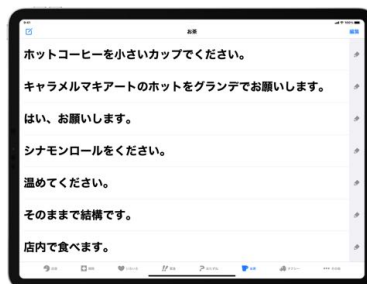 9:41
お茶
編集
ホットコーヒーを小さいカップでください。
キャラメルマキアートのホットをグランデでお願いします。
はい、お願いします。
シナモンロールをください。
温めてください。
そのままで結構です。
店内で食べます。